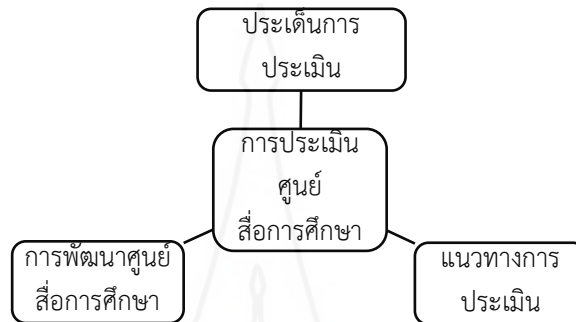 ประเด็นการ
ประเมิน
การประเมิน
ศูนย์
สื่อการศึกษา
การพัฒนาศูนย์
สื่อการศึกษา
แนวทางการ
ประเมิน